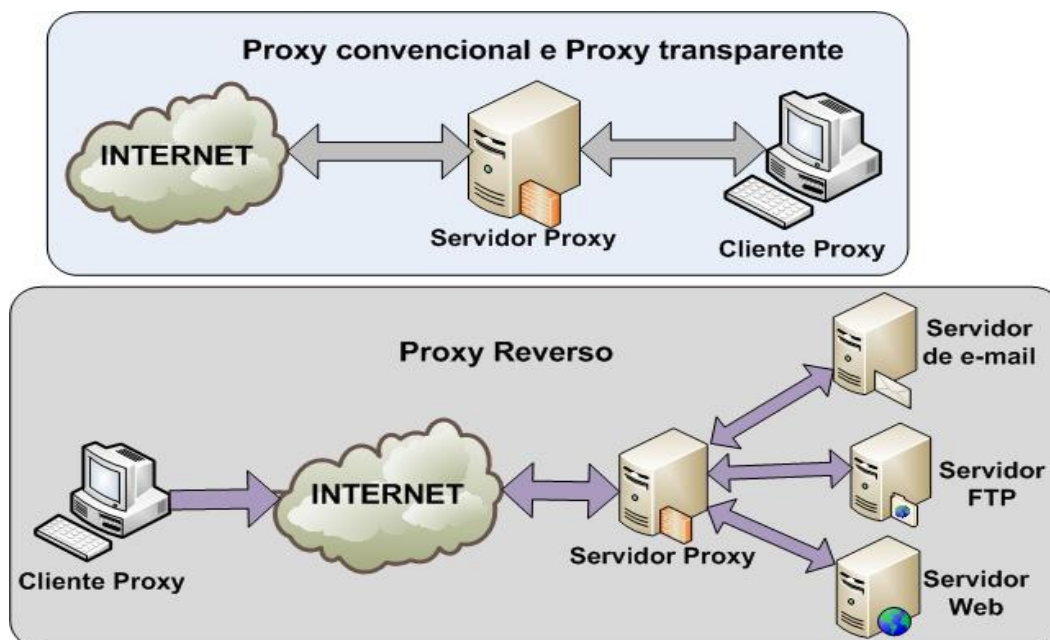 Proxy convencional e Proxy transparente
INTERNET
Servidor Proxy
Cliente Proxy
Proxy Reverso
Servidor
de e-mail
INTERNET
Servidor
FTP
Servidor Proxy
Cliente Proxy
Servidor
Web